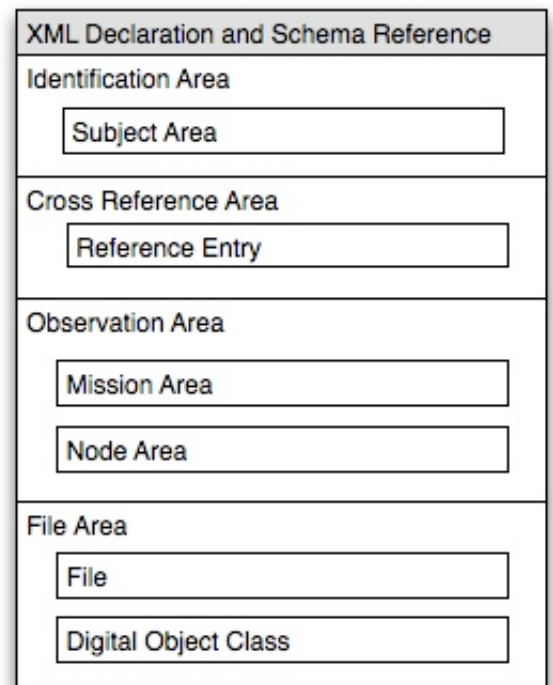 XML Declaration and Schema Reference
Identification Area
Subject Area
Cross Reference Area
Reference Entry
Observation Area
Mission Area
Node Area
File Area
File
Digital Object Class